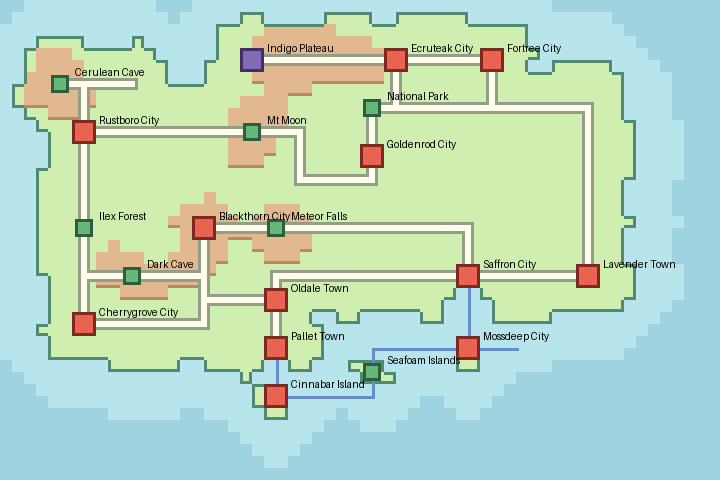 Indigo Plateau
Ecruteak City
Fortree City
Cerulean Cave
National Park
Rustboro City
Mt Moon
Goldenrod City
Ilex Forest
Blackthorn City
Meteor Falls
Dark Cave
Saffron City
Lavender Town
Oldale Town
Cherrygrove City
Pallet Town
Mossdeep City
Seafoam Islands
Cinnabar Island